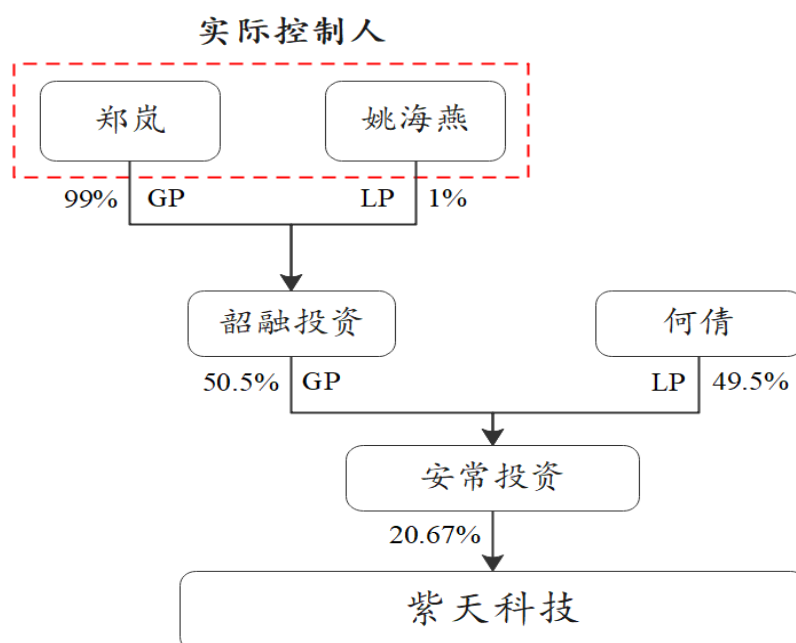 实际控制人
郑岚 姚海燕
99% GP LP 1%
韶融投资 何倩
50.5% GP LP 49.5%
安常投资
20.67%
紫天科技